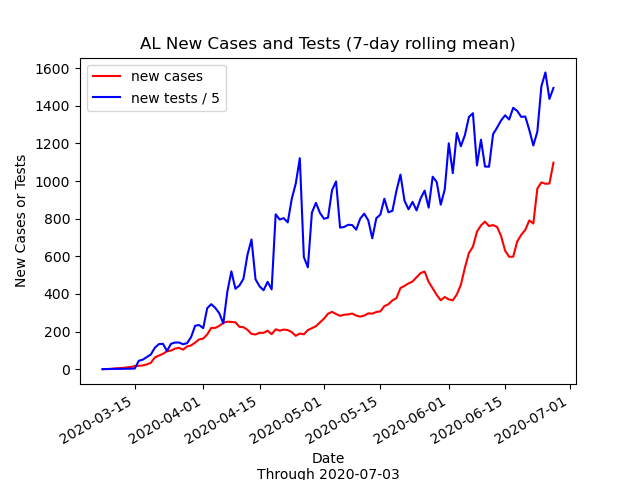 AL New Cases and Tests (7-day rolling mean)
new cases
new tests / 5
1600
1400
1200
1000
800
600
400
200
0
New Cases or Tests
2020-03-15
2020-04-01
2020-04-15
2020-05-01
2020-05-15
2020-06-01
2020-06-15
2020-07-01
Date
Through 2020-07-03